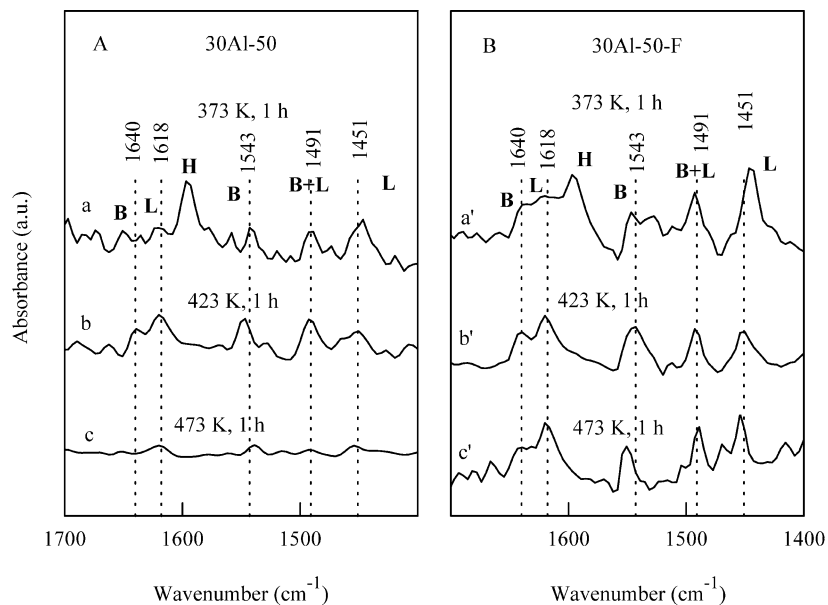 A
30Al-50
373 K, 1 h
1640
1618
1543
1491
1451
B
L
H
B
B+L
L
a
423 K, 1 h
b
473 K, 1 h
c
1700
1600
1500
Wavenumber (cm⁻¹)
Absorbance (a.u.)
B
30Al-50-F
373 K, 1 h
1640
1618
1543
1491
1451
B
L
H
B
B+L
L
a'
423 K, 1 h
b'
473 K, 1 h
c'
1600
1500
1400
Wavenumber (cm⁻¹)